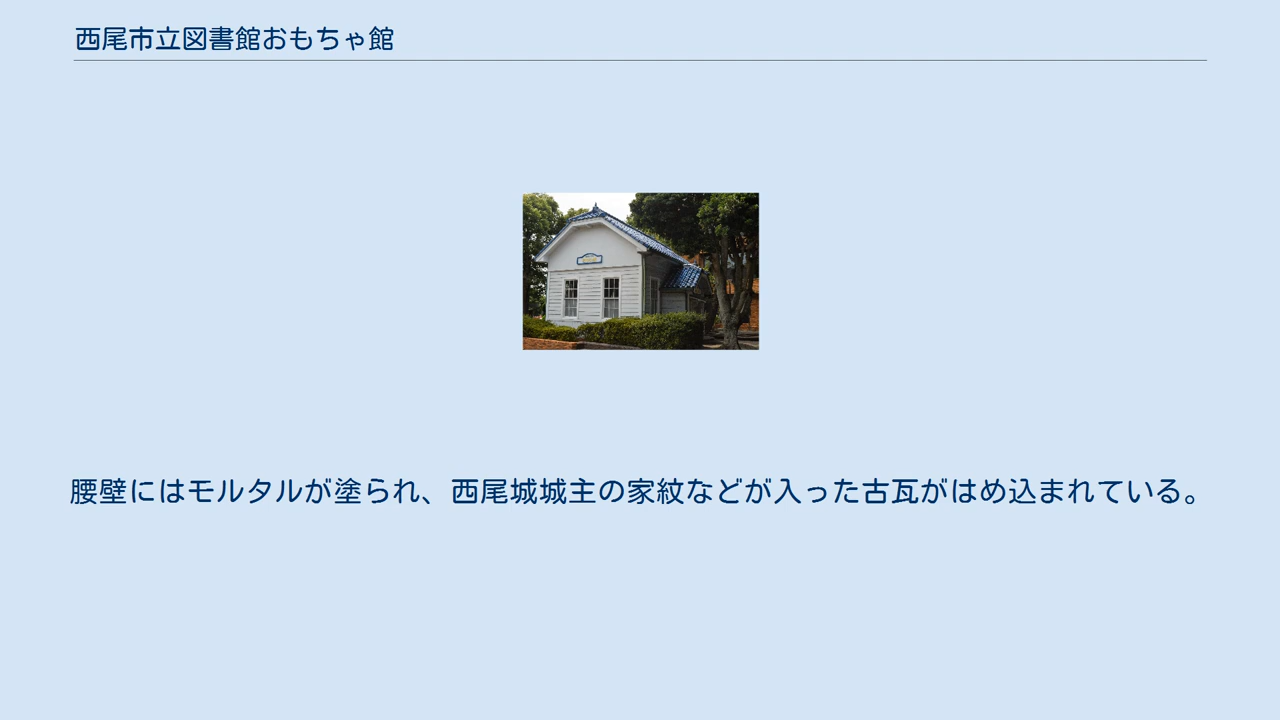 西尾市立図書館おもちゃ館
腰壁にはモルタルが塗られ、西尾城城主の家紋などが入った古瓦がはめ込まれている。